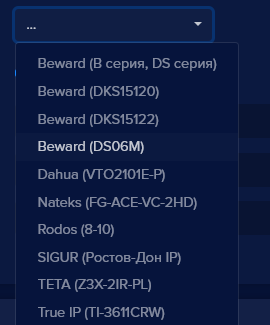 ...
Beward (В серия, DS серия)
Beward (DKS15120)
Beward (DKS15122)
Beward (DS06M)
Dahua (VTO2101E-P)
Nateks (FG-ACE-VC-2HD)
Rodos (8-10)
SIGUR (Ростов-Дон IP)
TETA (Z3X-2IR-PL)
True IP (TI-3611CRW)